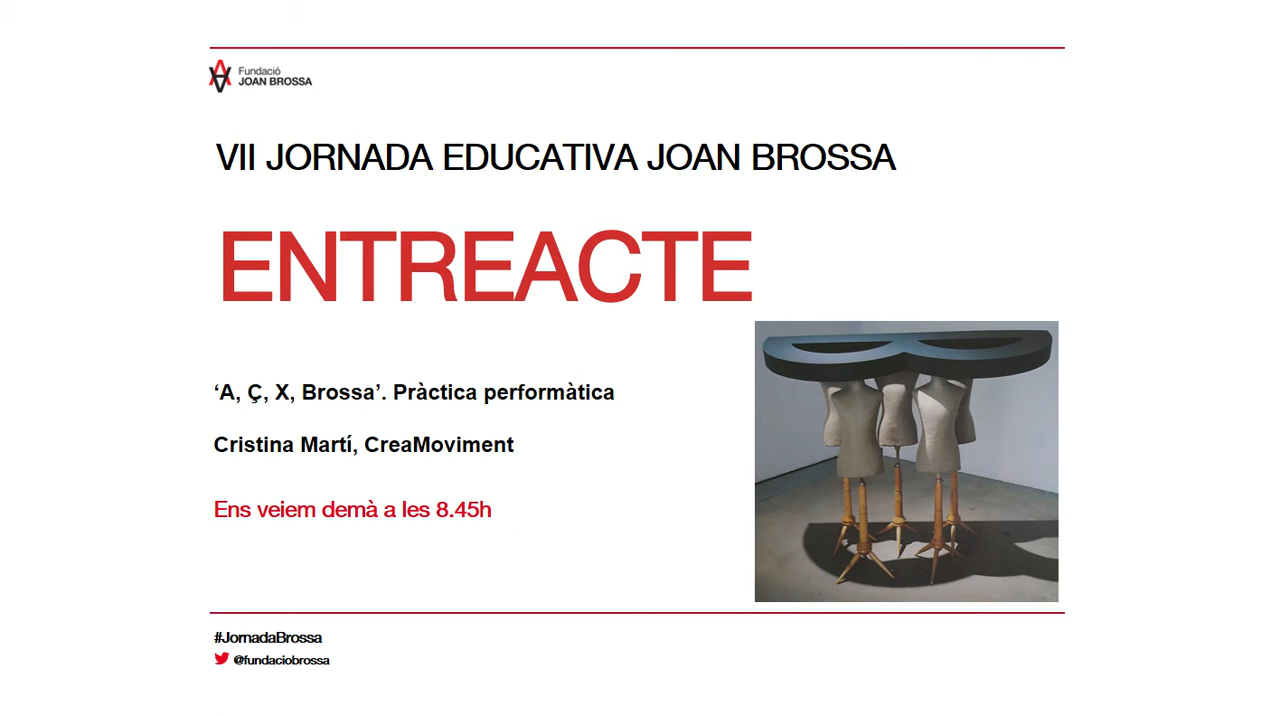 Fundació
JOAN BROSSA
VII JORNADA EDUCATIVA JOAN BROSSA
ENTREACTE
‘A, Ç, X, Brossa’. Pràctica performàtica
Cristina Martí, CreaMoviment
Ens veiem demà a les 8.45h
#JornadaBrossa
@fundaciobrossa